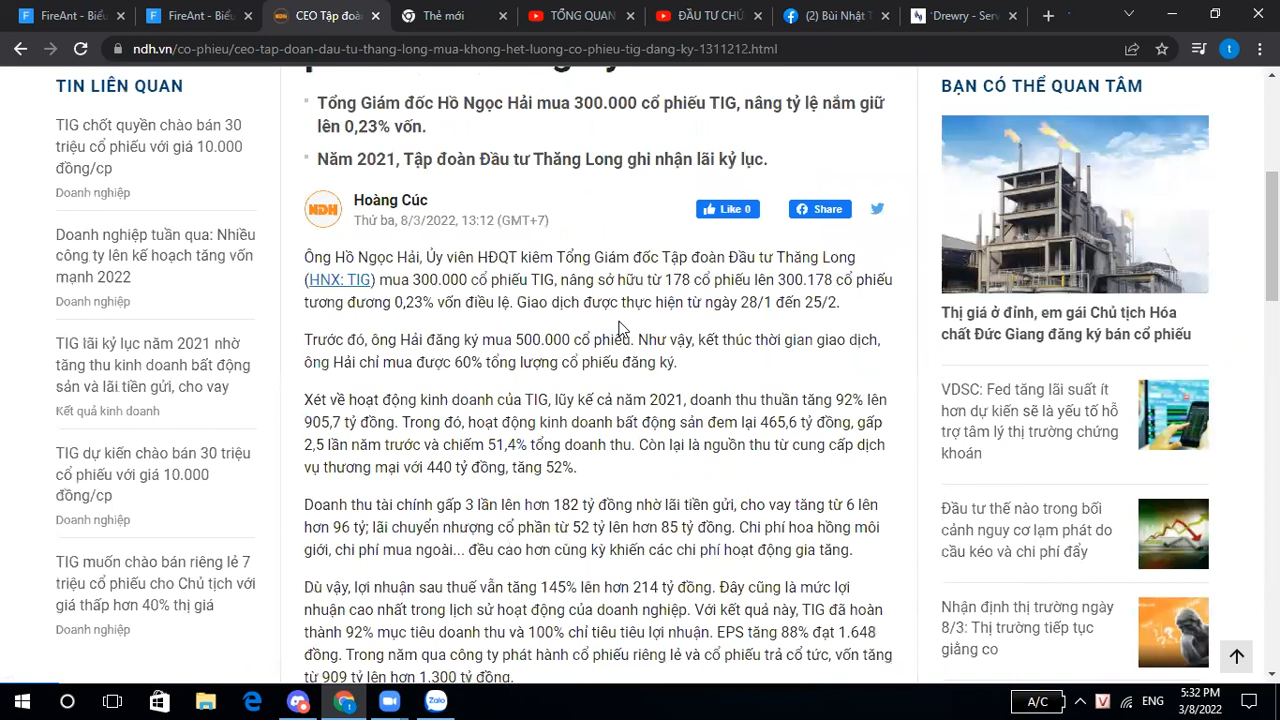 FireAnt - Biểu
FireAnt - Biểu
CEO Tập đoàn
Thẻ mới
TỔNG QUAN
ĐẦU TƯ CHỨ
(2) Bùi Nhật T
Drewry - Serv
ndh.vn/co-phieu/ceo-tap-doan-dau-tu-thang-long-mua-khong-het-luong-co-phieu-tig-dang-ky-1311212.html
t
TIN LIÊN QUAN
TIG chốt quyền chào bán 30
triệu cổ phiếu với giá 10.000
đồng/cp
Doanh nghiệp
Doanh nghiệp tuần qua: Nhiều
công ty lên kế hoạch tăng vốn
mạnh 2022
Doanh nghiệp
TIG lãi kỷ lục năm 2021 nhờ
tăng thu kinh doanh bất động
sản và lãi tiền gửi, cho vay
Kết quả kinh doanh
TIG dự kiến chào bán 30 triệu
cổ phiếu với giá 10.000
đồng/cp
Doanh nghiệp
TIG muốn chào bán riêng lẻ 7
triệu cổ phiếu cho Chủ tịch với
giá thấp hơn 40% thị giá
Doanh nghiệp
Tổng Giám đốc Hồ Ngọc Hải mua 300.000 cổ phiếu TIG, nâng tỷ lệ nắm giữ
lên 0,23% vốn.
Năm 2021, Tập đoàn Đầu tư Thăng Long ghi nhận lãi kỷ lục.
NDH
Hoàng Cúc
Thứ ba, 8/3/2022, 13:12 (GMT+7)
Like 0
Share
Ông Hồ Ngọc Hải, Ủy viên HĐQT kiêm Tổng Giám đốc Tập đoàn Đầu tư Thăng Long
(HNX: TIG) mua 300.000 cổ phiếu TIG, nâng sở hữu từ 178 cổ phiếu lên 300.178 cổ phiếu
tương đương 0,23% vốn điều lệ. Giao dịch được thực hiện từ ngày 28/1 đến 25/2.
Trước đó, ông Hải đăng ký mua 500.000 cổ phiếu. Như vậy, kết thúc thời gian giao dịch,
ông Hải chỉ mua được 60% tổng lượng cổ phiếu đăng ký.
Xét về hoạt động kinh doanh của TIG, lũy kế cả năm 2021, doanh thu thuần tăng 92% lên
905,7 tỷ đồng. Trong đó, hoạt động kinh doanh bất động sản đem lại 465,6 tỷ đồng, gấp
2,5 lần năm trước và chiếm 51,4% tổng doanh thu. Còn lại là nguồn thu từ cung cấp dịch
vụ thương mại với 440 tỷ đồng, tăng 52%.
Doanh thu tài chính gấp 3 lần lên hơn 182 tỷ đồng nhờ lãi tiền gửi, cho vay tăng từ 6 lên
hơn 96 tỷ; lãi chuyển nhượng cổ phần từ 52 tỷ lên hơn 85 tỷ đồng. Chi phí hoa hồng môi
giới, chi phí mua ngoài... đều cao hơn cùng kỳ khiến các chi phí hoạt động gia tăng.
Dù vậy, lợi nhuận sau thuế vẫn tăng 145% lên hơn 214 tỷ đồng. Đây cũng là mức lợi
nhuận cao nhất trong lịch sử hoạt động của doanh nghiệp. Với kết quả này, TIG đã hoàn
thành 92% mục tiêu doanh thu và 100% chỉ tiêu tiêu lợi nhuận. EPS tăng 88% đạt 1.648
đồng. Trong năm qua công ty phát hành cổ phiếu riêng lẻ và cổ phiếu trả cổ tức, vốn tăng
từ 909 tỷ lên hơn 1.300 tỷ đồng.
BẠN CÓ THỂ QUAN TÂM
Thị giá ở đỉnh, em gái Chủ tịch Hóa
chất Đức Giang đăng ký bán cổ phiếu
VDSC: Fed tăng lãi suất ít
hơn dự kiến sẽ là yếu tố hỗ
trợ tâm lý thị trường chứng
khoán
Đầu tư thế nào trong bối
cảnh nguy cơ lạm phát do
cầu kéo và chi phí đẩy
Nhận định thị trường ngày
8/3: Thị trường tiếp tục
giằng co
A/C
V
ENG
5:32 PM
3/8/2022